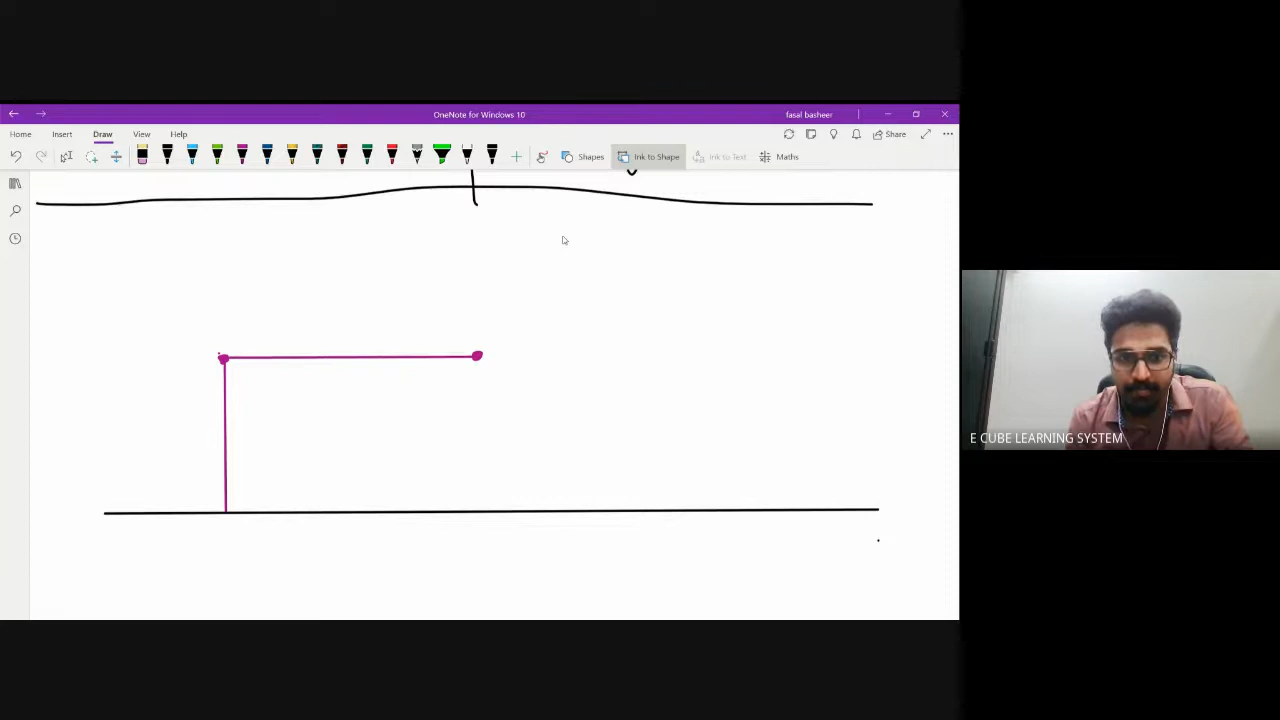 OneNote for Windows 10
fasal basheer
Home Insert Draw View Help
Share
Shapes Ink to Shape Ink to Text Maths
E CUBE LEARNING SYSTEM